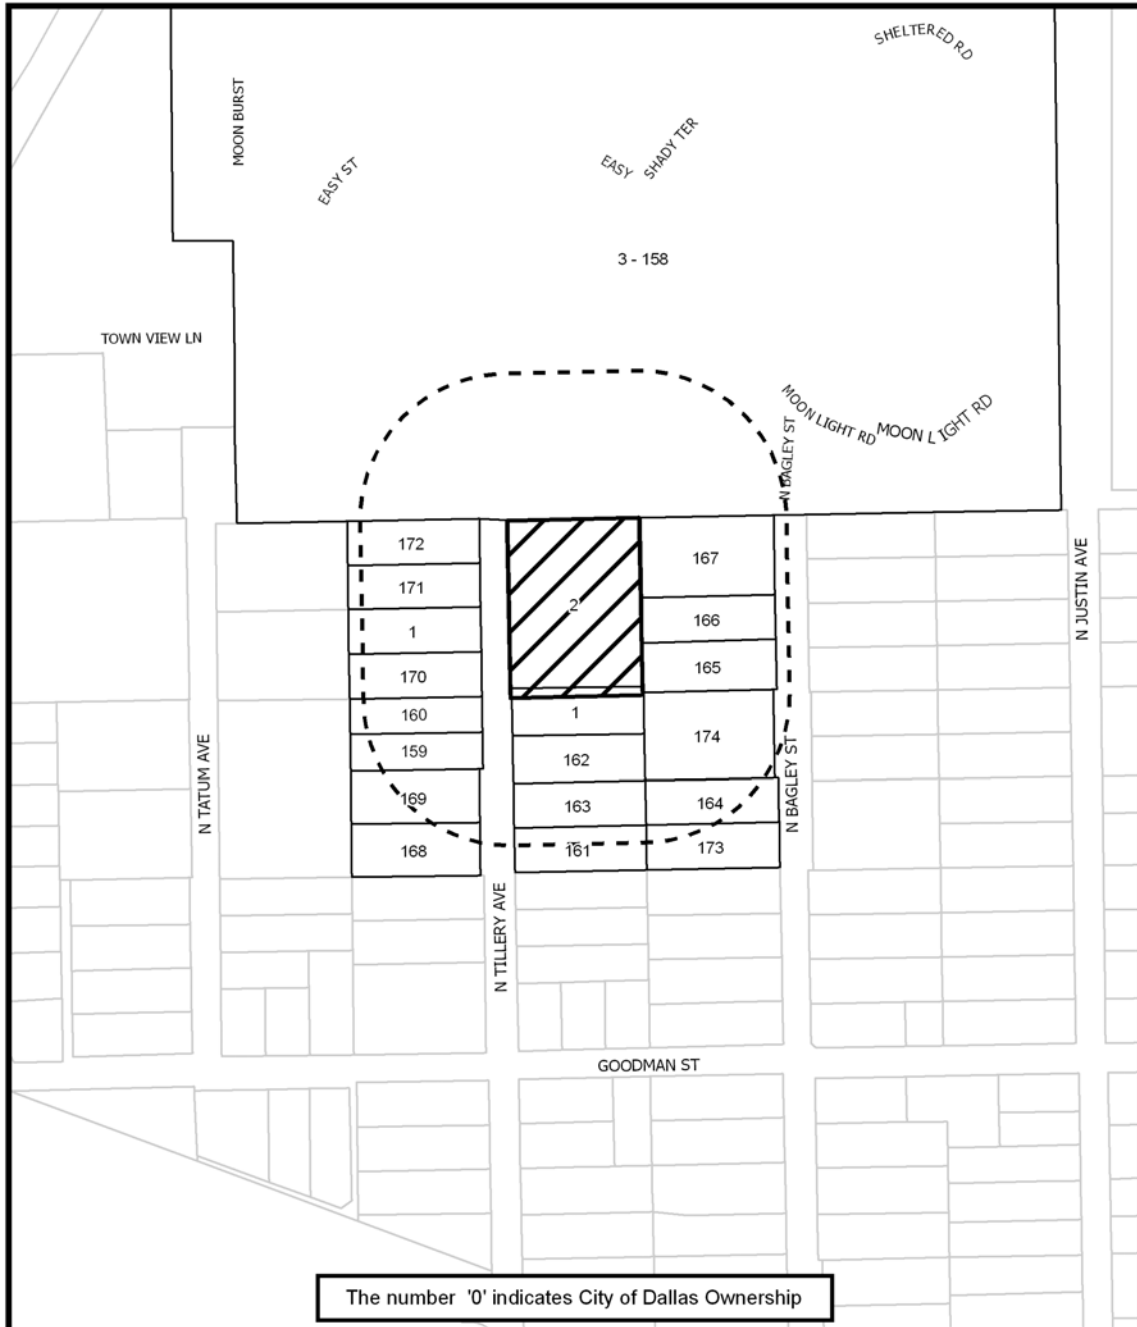 SHELTERED RD
MOON BURST
EASY ST
EASY
SHADY TER
3 - 158
TOWN VIEW LN
MOON LIGHT RD
MOON LIGHT RD
N BAGLEY ST
172
167
171
2
1
166
170
165
160
1
174
159
162
169
163
164
168
161
173
N TATUM AVE
N JUSTIN AVE
N BAGLEY ST
N TILLERY AVE
GOODMAN ST
The number '0' indicates City of Dallas Ownership